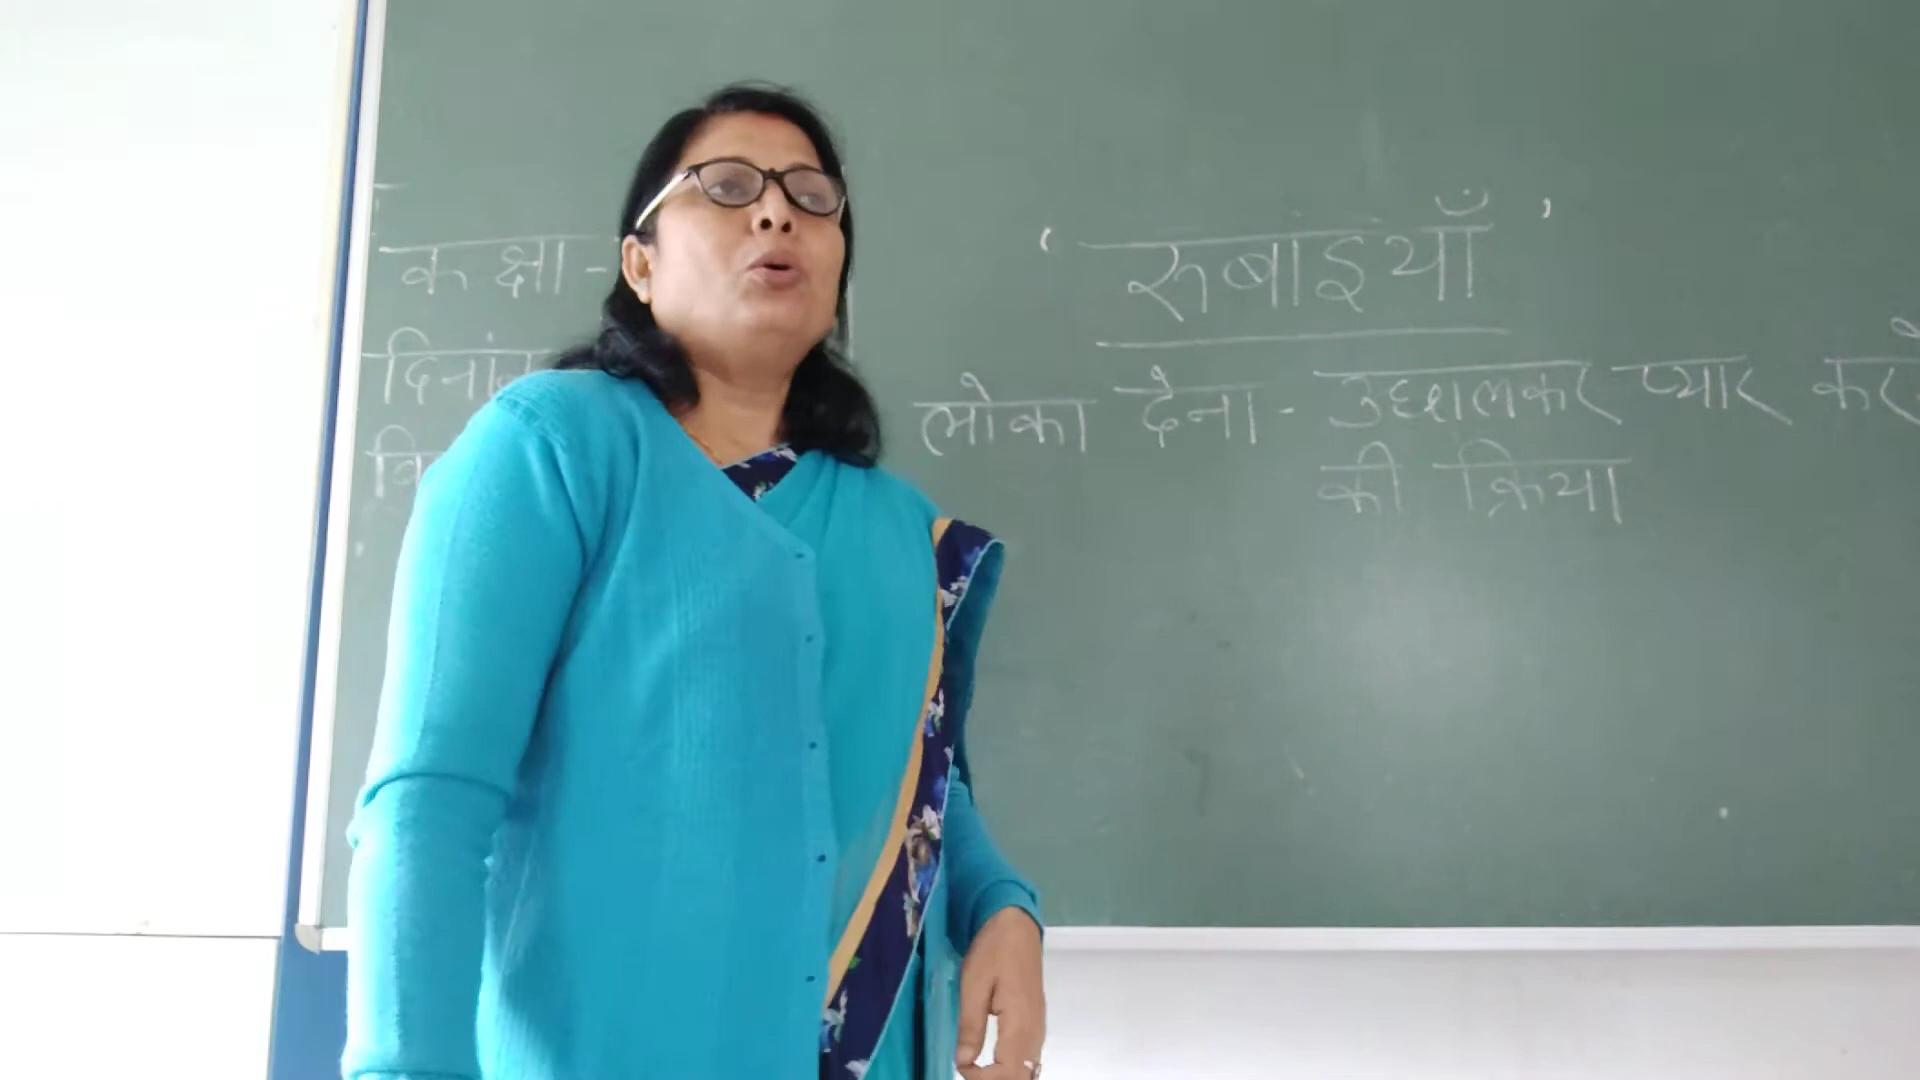 कक्षा -
' रूबाइयाँ '
दिनांक
लोका देना - उछालकर प्यार कर
की क्रिया